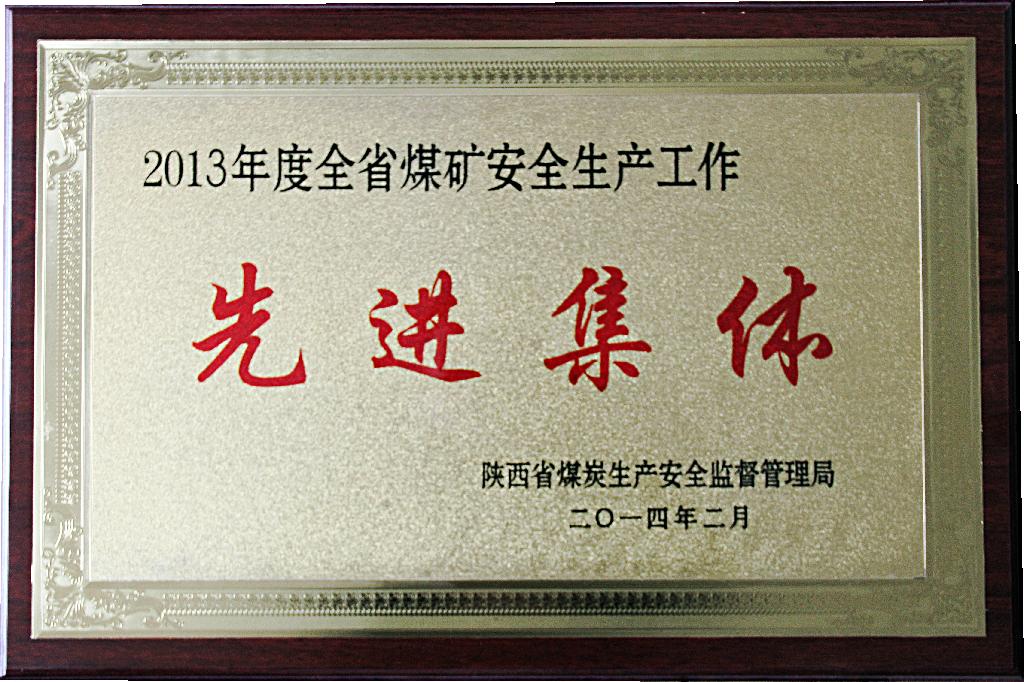 2013年度全省煤矿安全生产工作
先进集体
陕西省煤炭生产安全监督管理局
二〇一四年二月